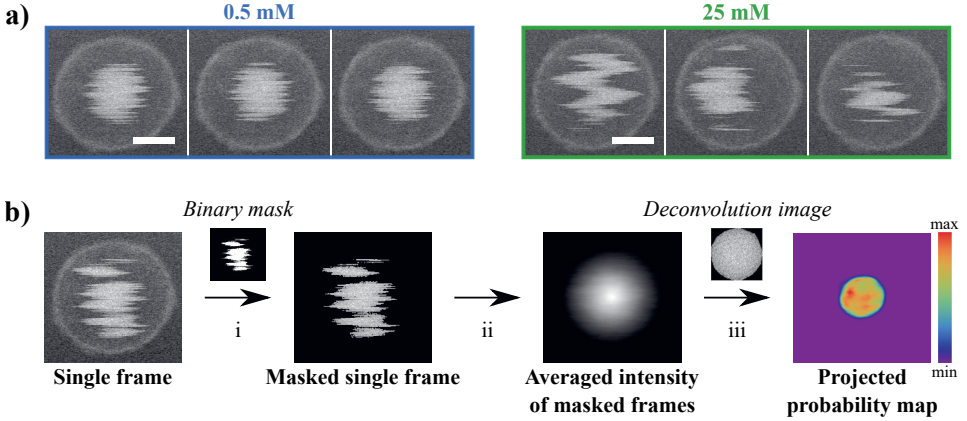 a)
0.5 mM
25 mM
b)
Binary mask
Deconvolution image
max
i
ii
iii
min
Single frame
Masked single frame
Averaged intensity
of masked frames
Projected
probability map